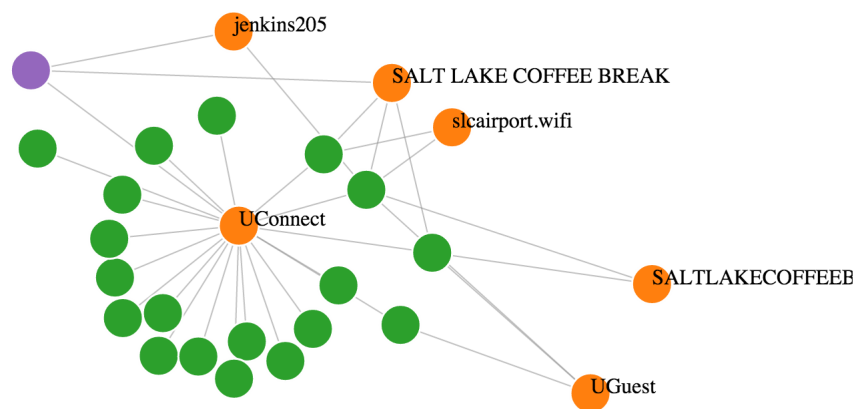 jenkins205
SALT LAKE COFFEE BREAK
slcairport.wifi
UConnect
SALTLAKECOFFEEB
UGuest